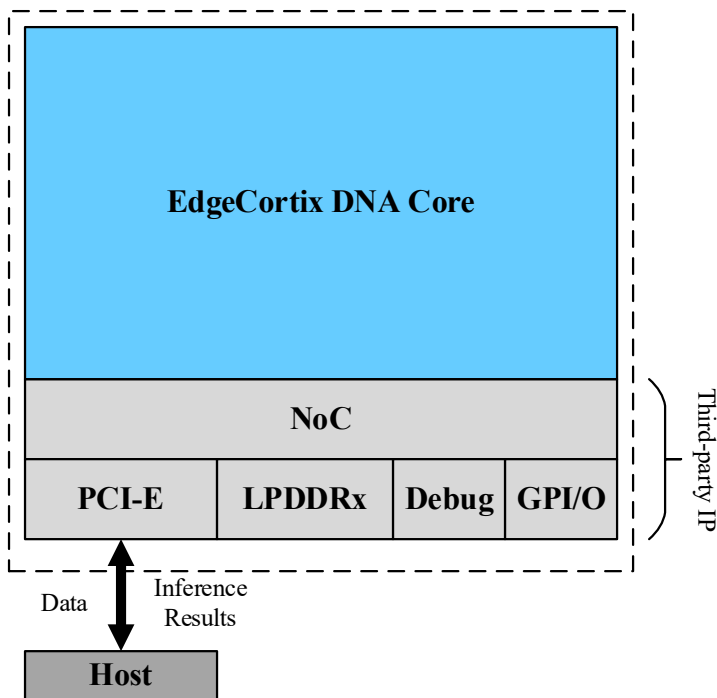 EdgeCortix DNA Core
NoC
PCI-E
LPDDRx
Debug
GPI/O
Third-party IP
Data
Inference
Results
Host